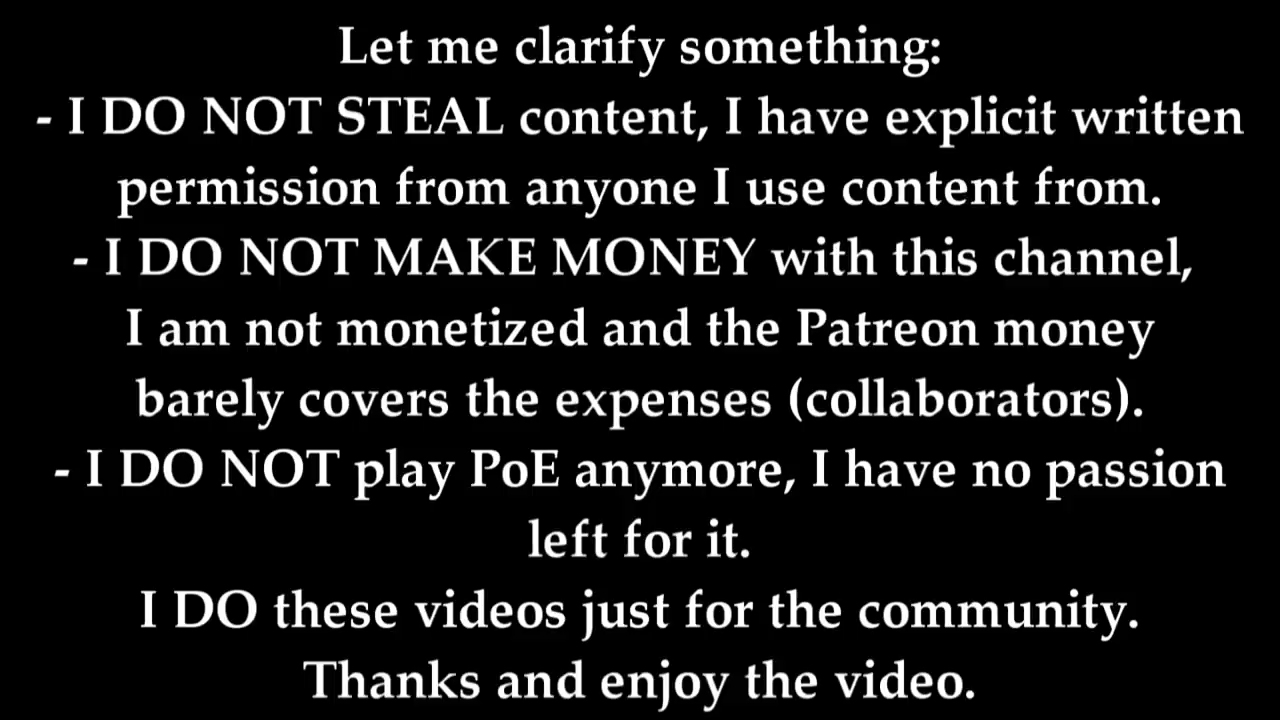 Let me clarify something:
- I DO NOT STEAL content, I have explicit written
permission from anyone I use content from.
- I DO NOT MAKE MONEY with this channel,
I am not monetized and the Patreon money
barely covers the expenses (collaborators).
- I DO NOT play PoE anymore, I have no passion
left for it.
I DO these videos just for the community.
Thanks and enjoy the video.